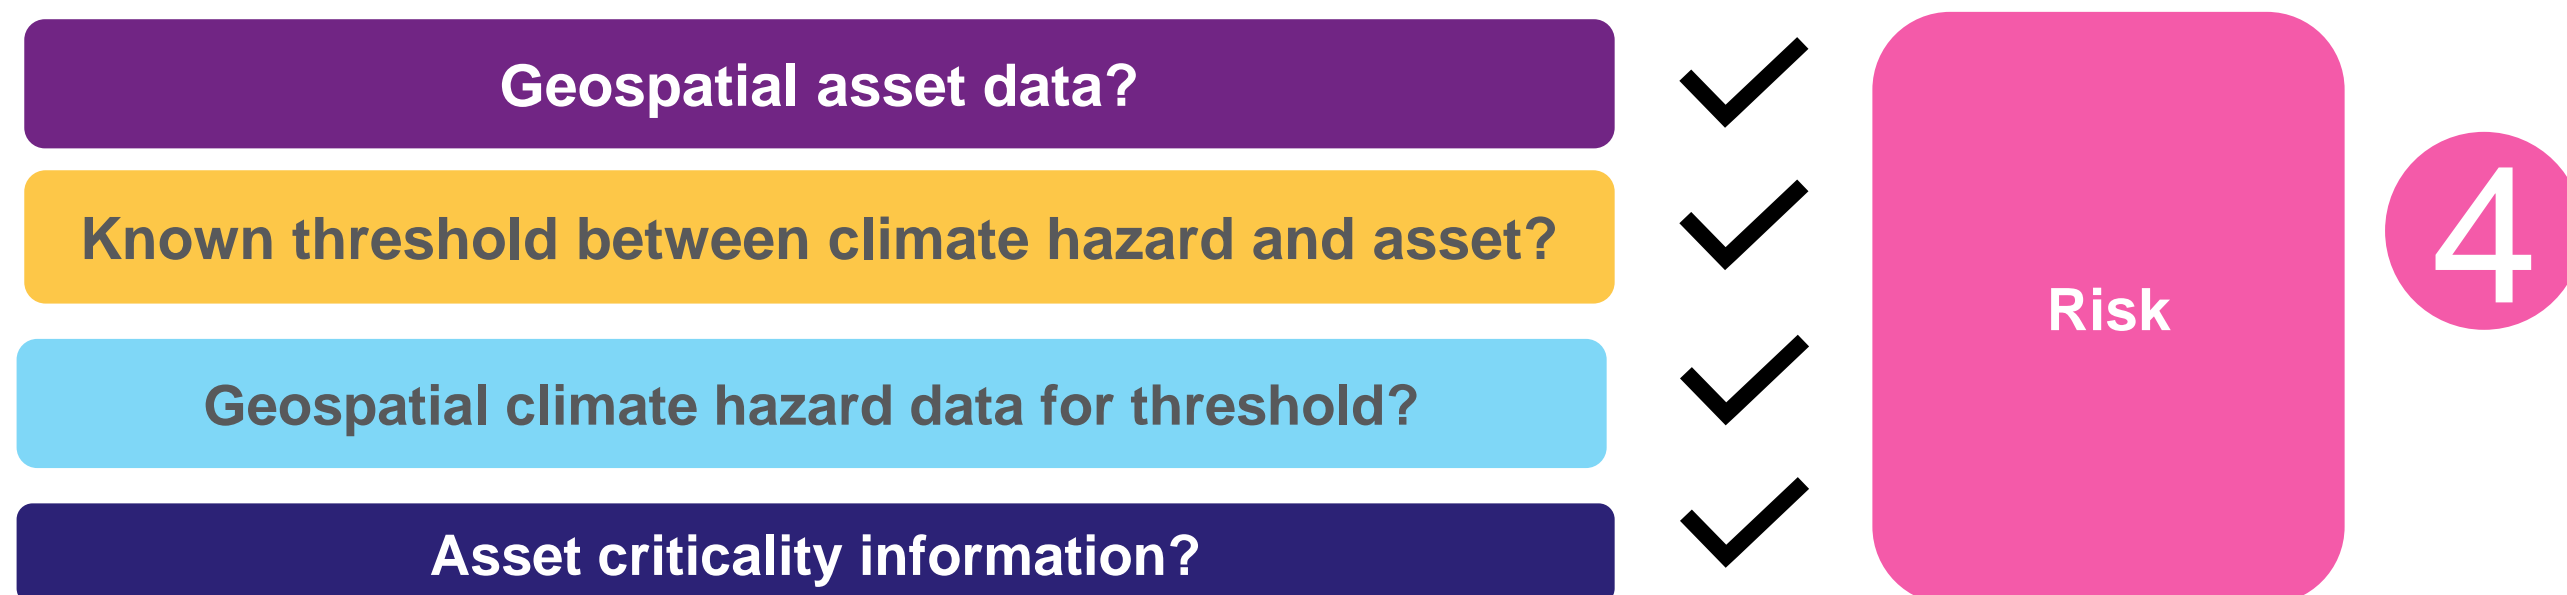 Geospatial asset data?
Known threshold between climate hazard and asset?
Geospatial climate hazard data for threshold?
Asset criticality information?
Risk
4